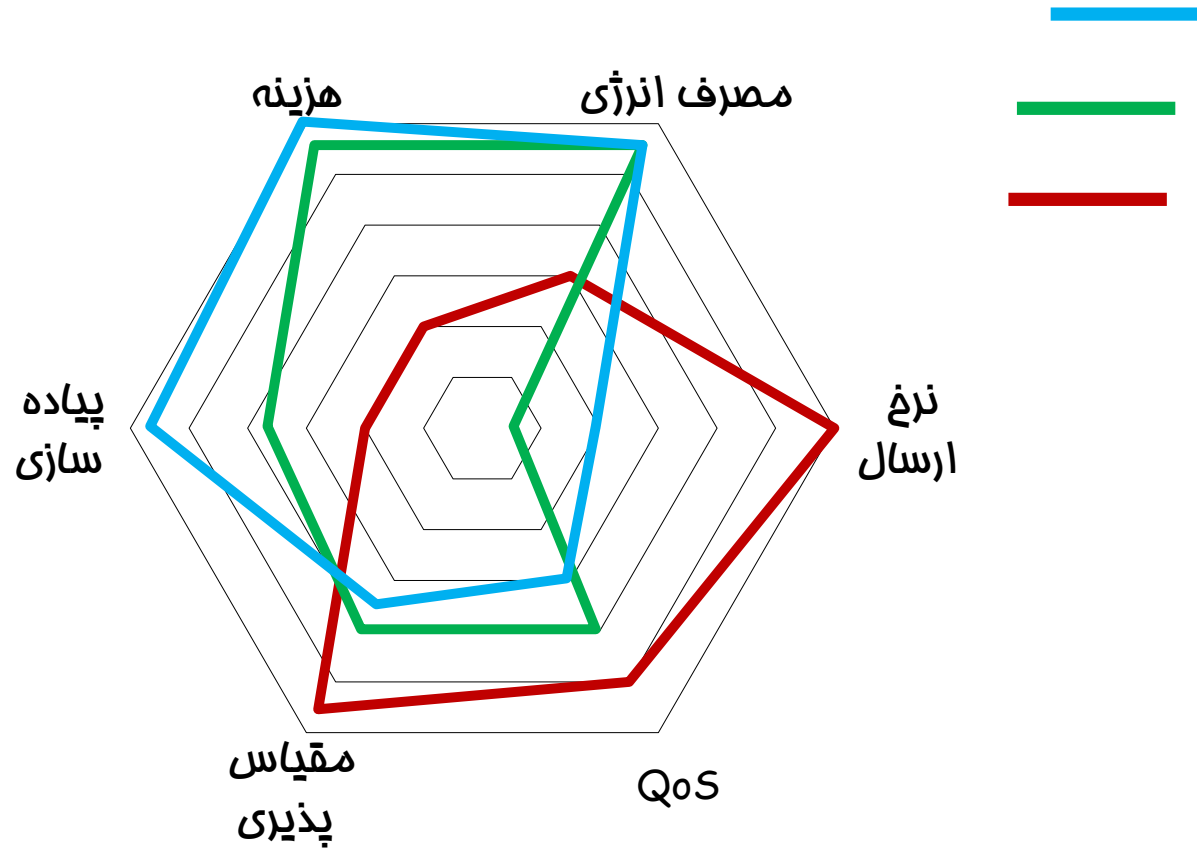 هزینه
مصرف انرژی
پیاده
سازی
نرخ
ارسال
مقیاس
پذیری
QoS